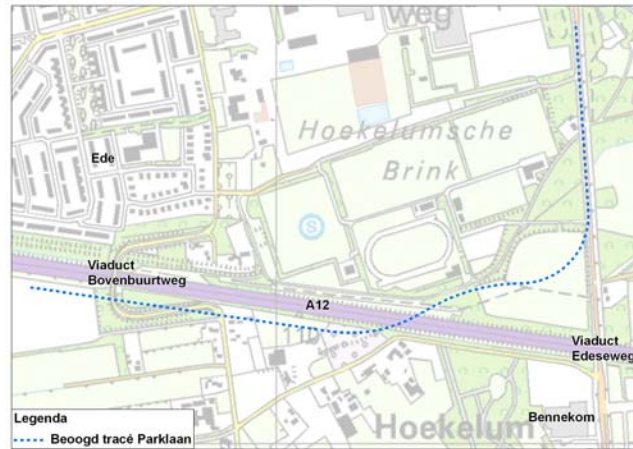 weg
Hoekelumsche
Brink
Ede
S
Viaduct
Bovenbuurtweg
A12
Viaduct
Edeseweg
Legenda
Beoogd tracé Parklaan
Hoekelum
Bennekom